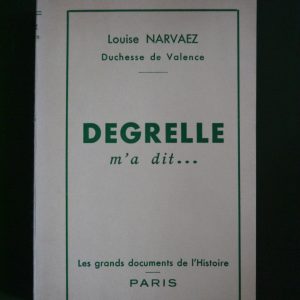 Louise NARVAEZ
Duchesse de Valence
DEGRELLE
m'a dit...
Les grands documents de l'Histoire
PARIS